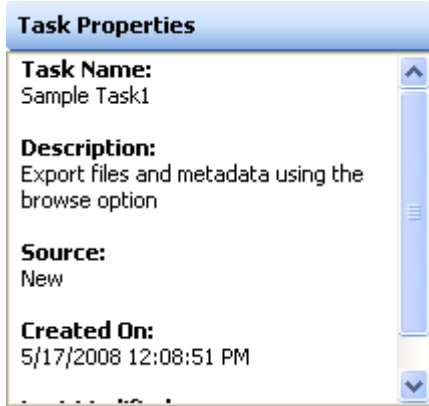 Task Properties
Task Name:
Sample Task1
Description:
Export files and metadata using the
browse option
Source:
New
Created On:
5/17/2008 12:08:51 PM